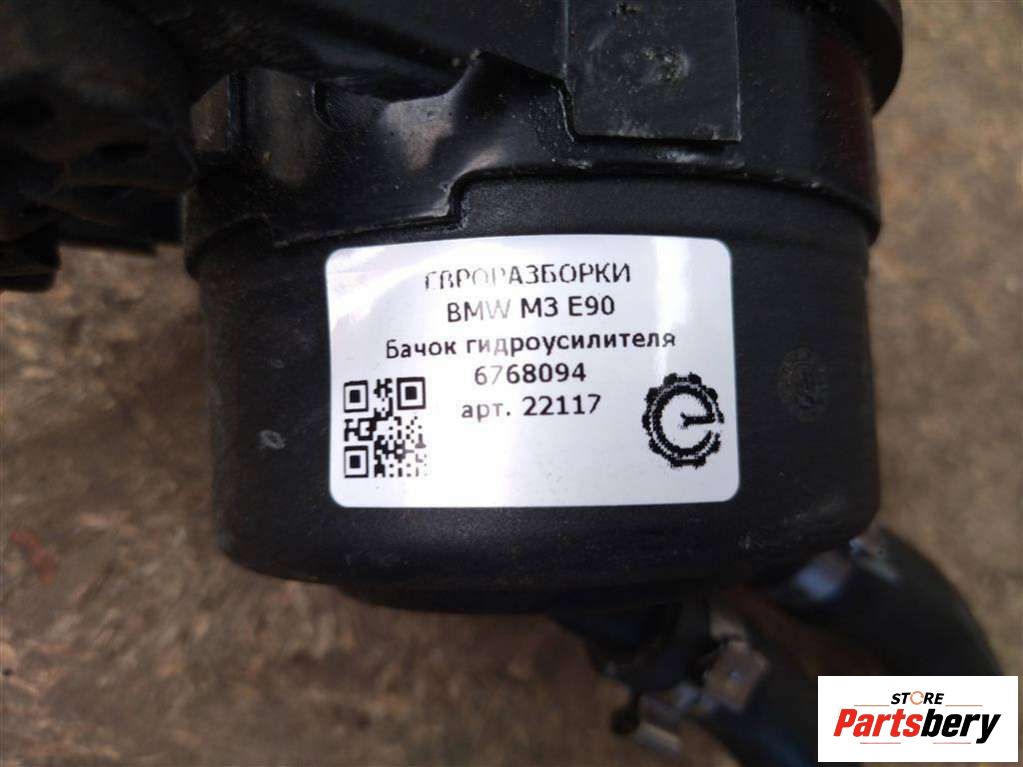 ЕВРОРАЗБОРКИ
BMW M3 E90
Бачок гидроусилителя
6768094
арт. 22117
STORE
Partsbery